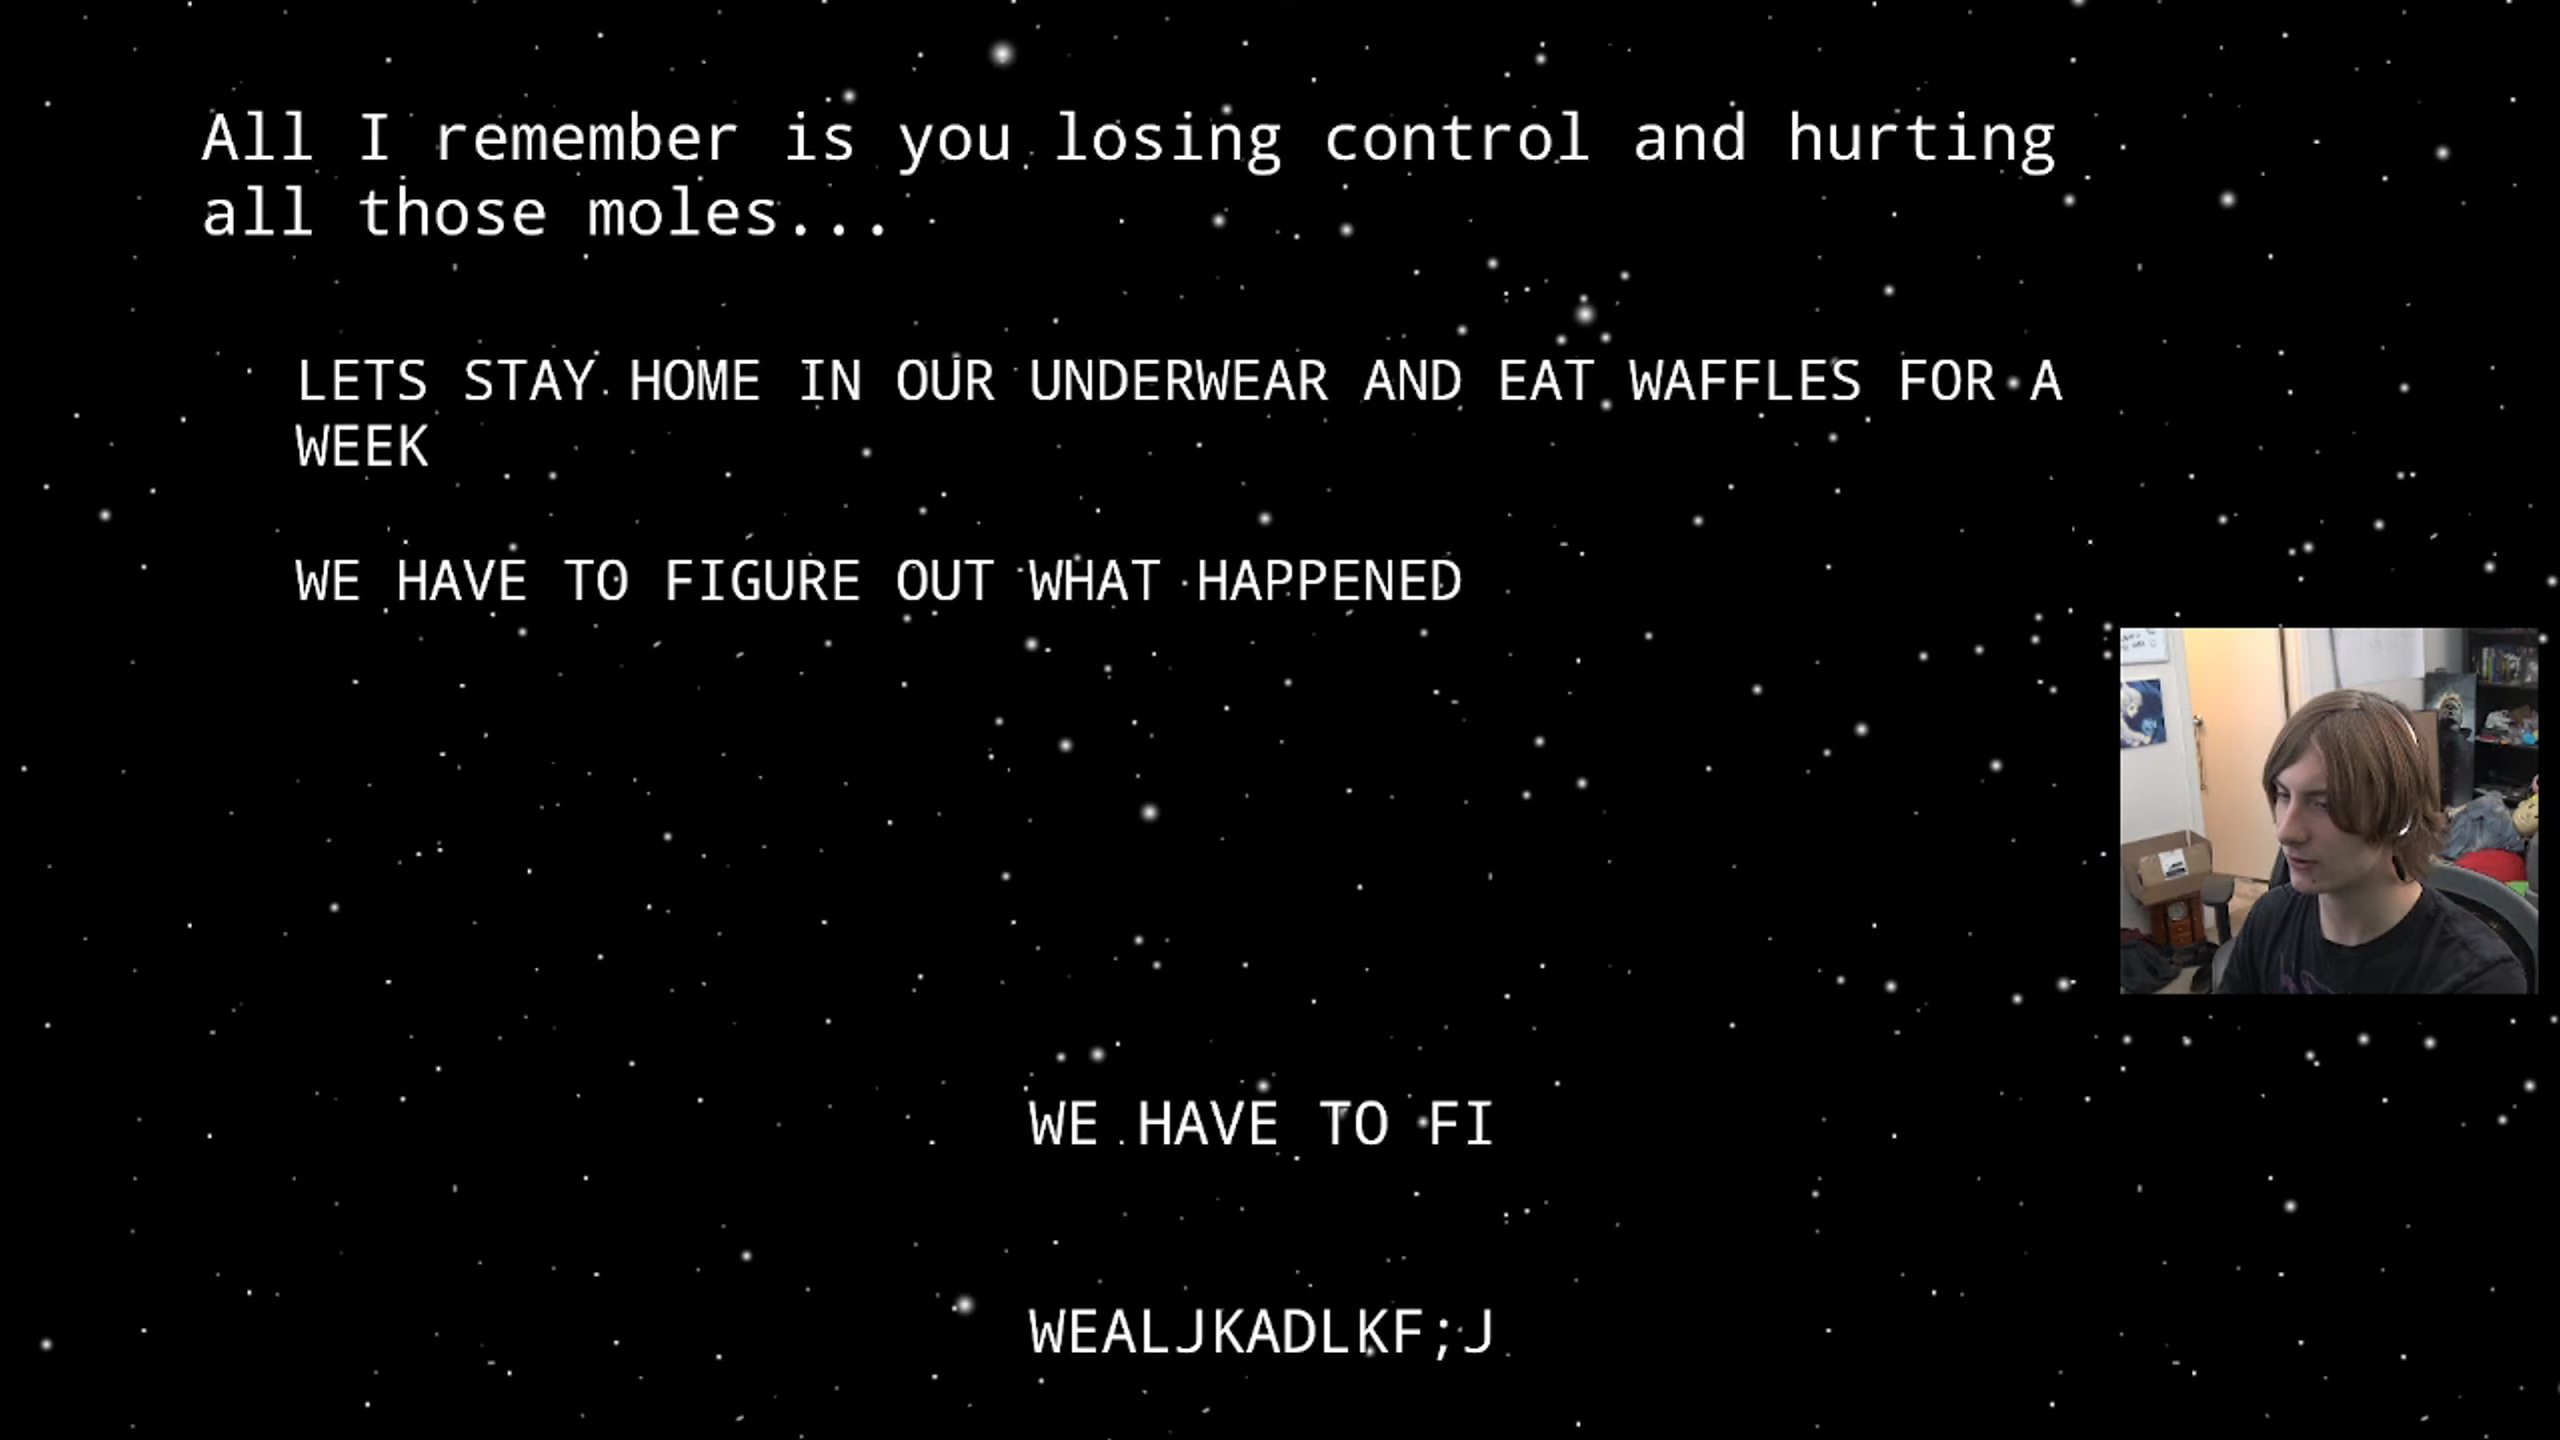 All I remember is you losing control and hurting
all those moles...
LETS STAY HOME IN OUR UNDERWEAR AND EAT WAFFLES FOR A
WEEK
WE HAVE TO FIGURE OUT WHAT HAPPENED
WE HAVE TO FI
WEALJKADLKF;J